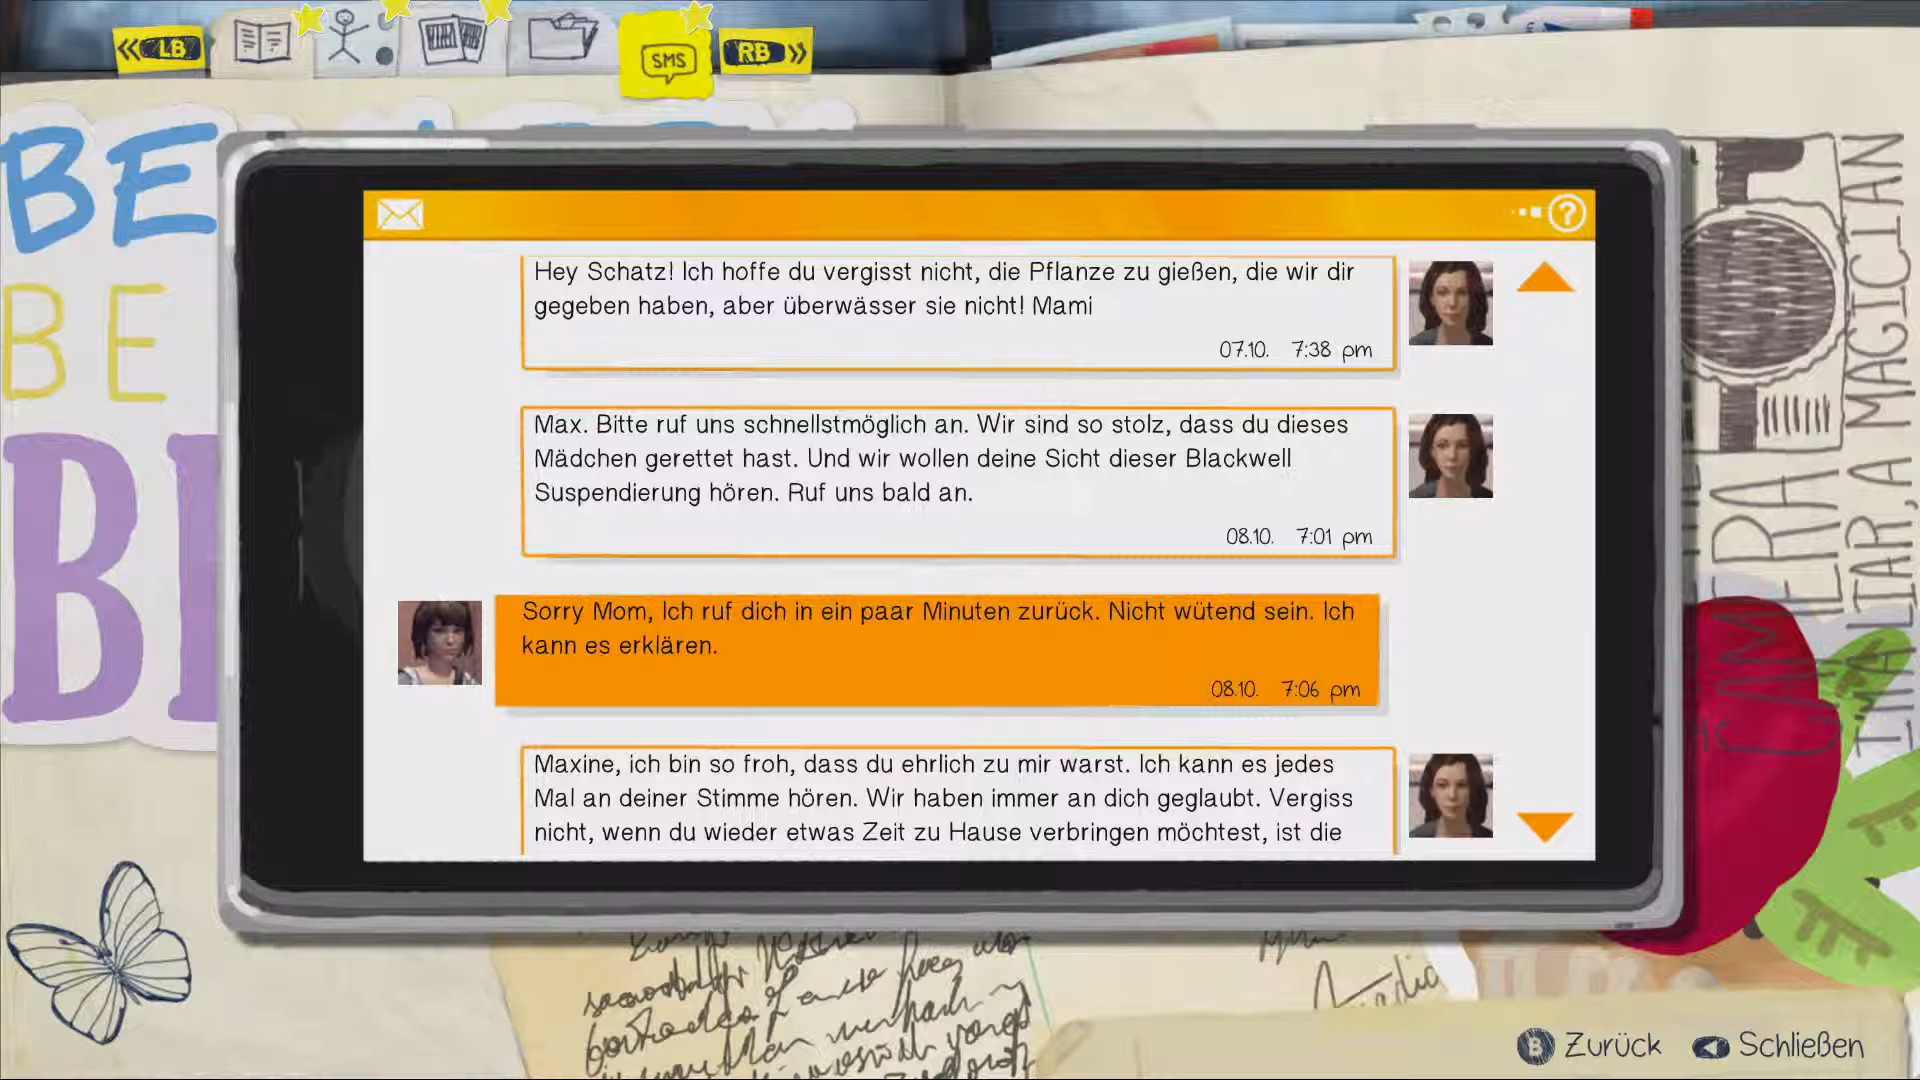 LB
SMS
RB
BE
BE
Hey Schatz! Ich hoffe du vergisst nicht, die Pflanze zu gießen, die wir dir
gegeben haben, aber überwässer sie nicht! Mami
07.10. 7:38 pm
Max. Bitte ruf uns schnellstmöglich an. Wir sind so stolz, dass du dieses
Mädchen gerettet hast. Und wir wollen deine Sicht dieser Blackwell
Suspendierung hören. Ruf uns bald an.
08.10. 7:01 pm
Sorry Mom, Ich ruf dich in ein paar Minuten zurück. Nicht wütend sein. Ich
kann es erklären.
08.10. 7:06 pm
Maxine, ich bin so froh, dass du ehrlich zu mir warst. Ich kann es jedes
Mal an deiner Stimme hören. Wir haben immer an dich geglaubt. Vergiss
nicht, wenn du wieder etwas Zeit zu Hause verbringen möchtest, ist die
LIAR, A MAGICIAN
B Zurück
Schließen